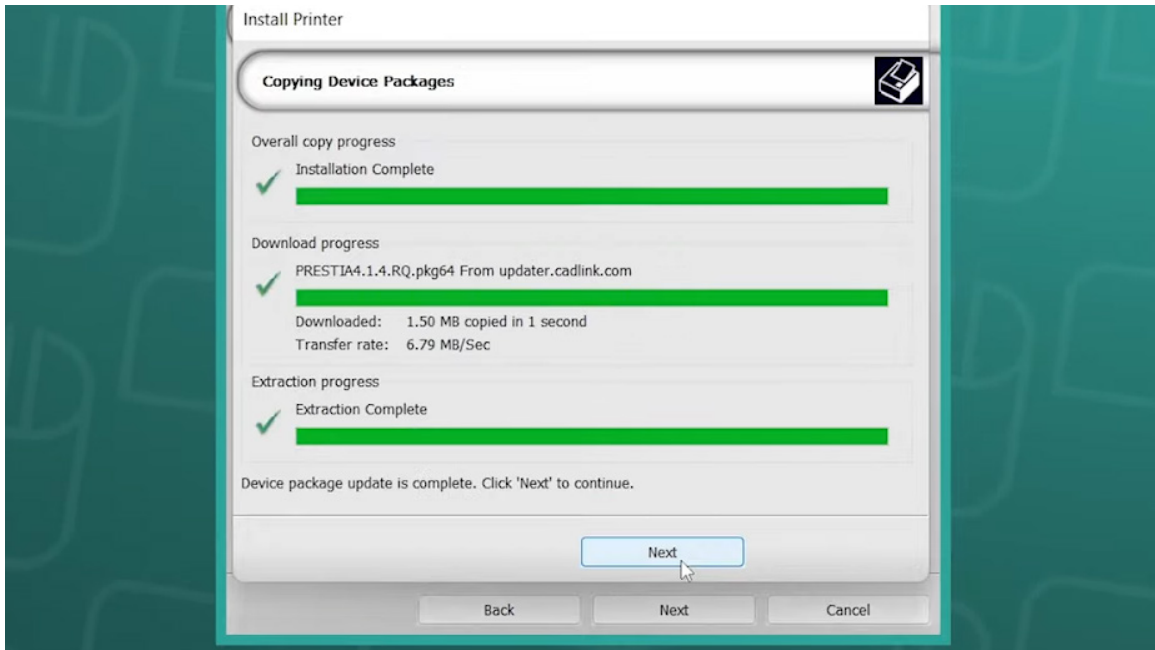 Install Printer
Copying Device Packages
Overall copy progress
Installation Complete
Download progress
PRESTIA4.1.4.RQ.pkg64 From updater.cadlink.com
Downloaded: 1.50 MB copied in 1 second
Transfer rate: 6.79 MB/Sec
Extraction progress
Extraction Complete
Device package update is complete. Click 'Next' to continue.
Next
Back Next Cancel